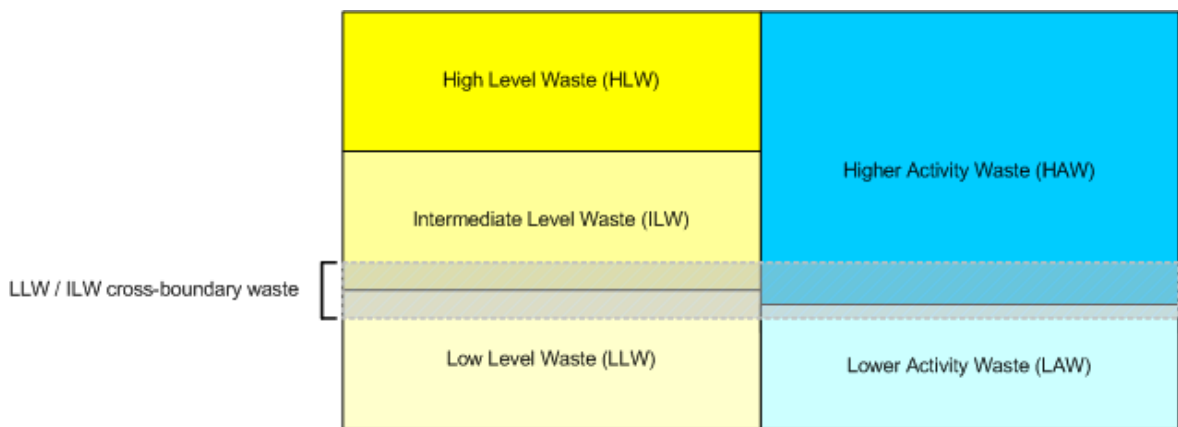 High Level Waste (HLW)
Higher Activity Waste (HAW)
Intermediate Level Waste (ILW)
LLW / ILW cross-boundary waste
Low Level Waste (LLW)
Lower Activity Waste (LAW)